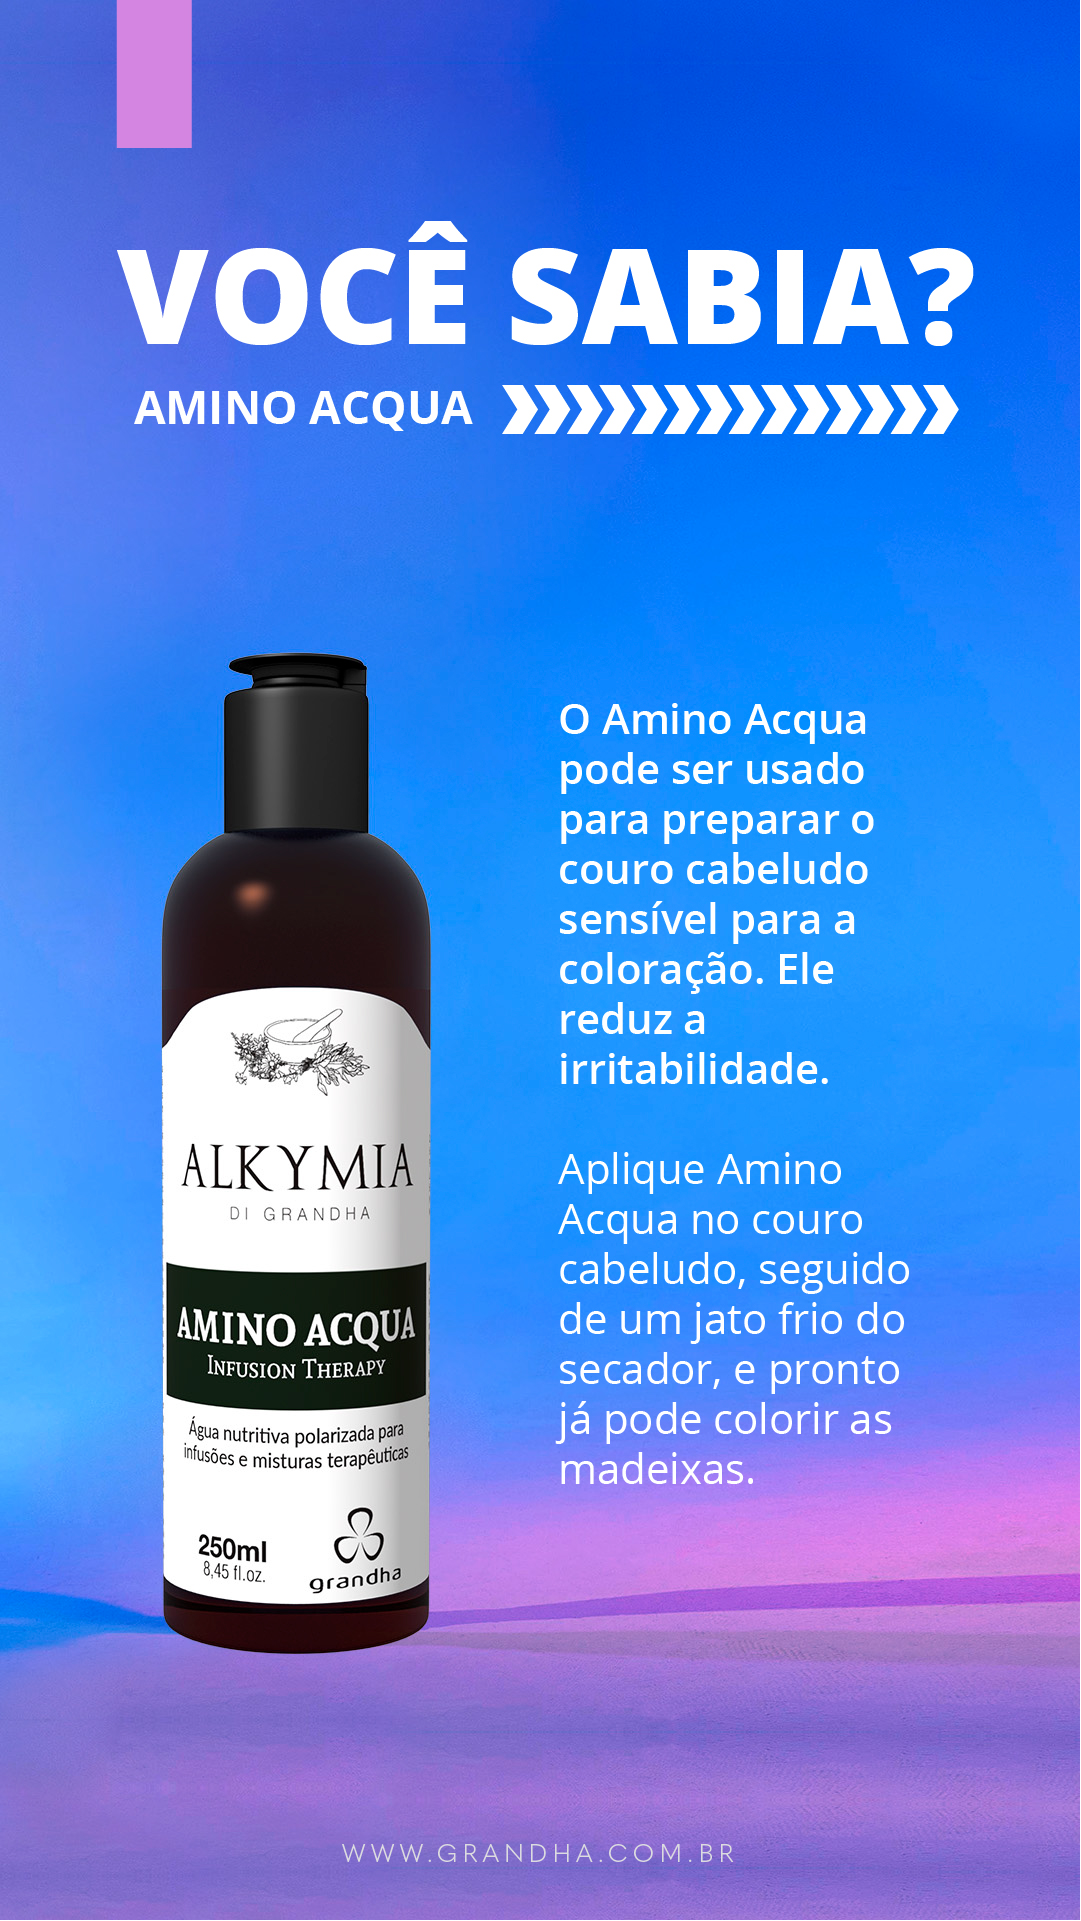 VOCÊ SABIA?
AMINO ACQUA
O Amino Acqua
pode ser usado
para preparar o
couro cabeludo
sensível para a
coloração. Ele
reduz a
irritabilidade.
Aplique Amino
Acqua no couro
cabeludo, seguido
de um jato frio do
secador, e pronto
já pode colorir as
madeixas.
ALKYMIA
DI GRANDHA
AMINO ACQUA
INFUSION THERAPY
Água nutritiva polarizada para
infusões e misturas terapêuticas
250ml
8,45 fl.oz.
grandha
WWW.GRANDHA.COM.BR